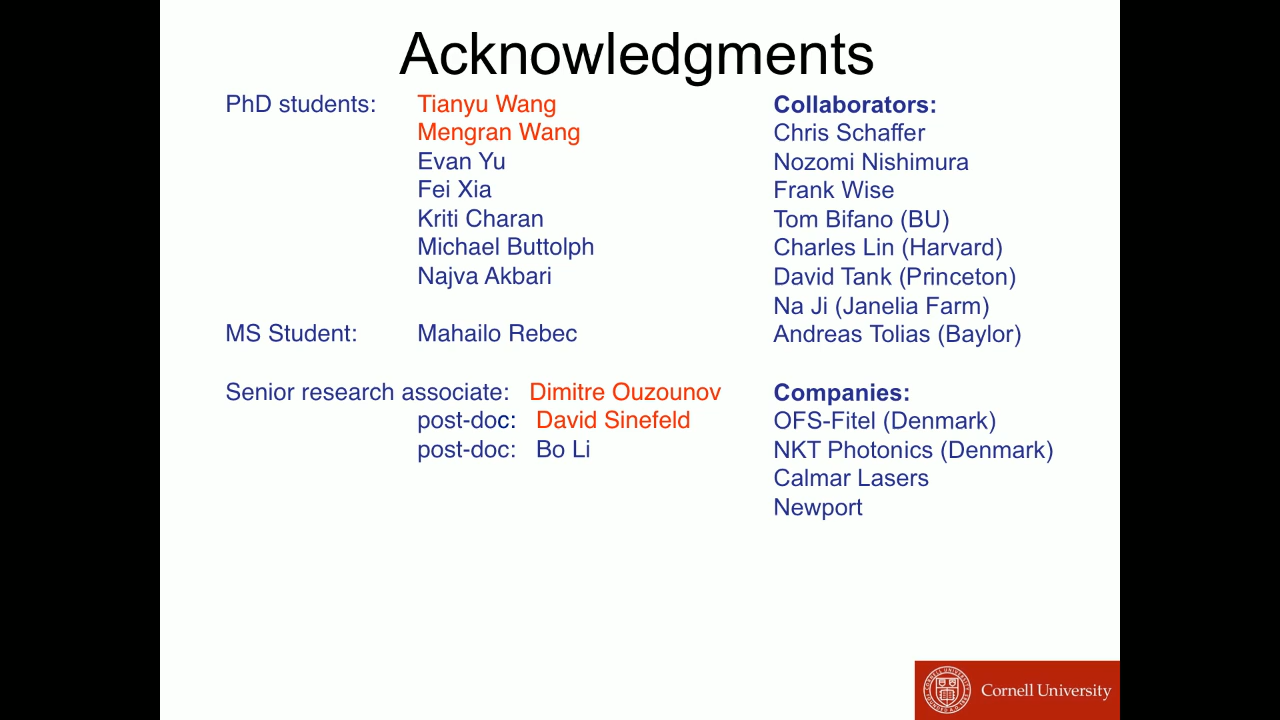 Acknowledgments
PhD students: Tianyu Wang
Mengran Wang
Evan Yu
Fei Xia
Kriti Charan
Michael Buttolph
Najva Akbari
MS Student: Mahailo Rebec
Senior research associate: Dimitre Ouzounov
post-doc: David Sinefeld
post-doc: Bo Li
Collaborators:
Chris Schaffer
Nozomi Nishimura
Frank Wise
Tom Bifano (BU)
Charles Lin (Harvard)
David Tank (Princeton)
Na Ji (Janelia Farm)
Andreas Tolias (Baylor)
Companies:
OFS-Fitel (Denmark)
NKT Photonics (Denmark)
Calmar Lasers
Newport
Cornell University